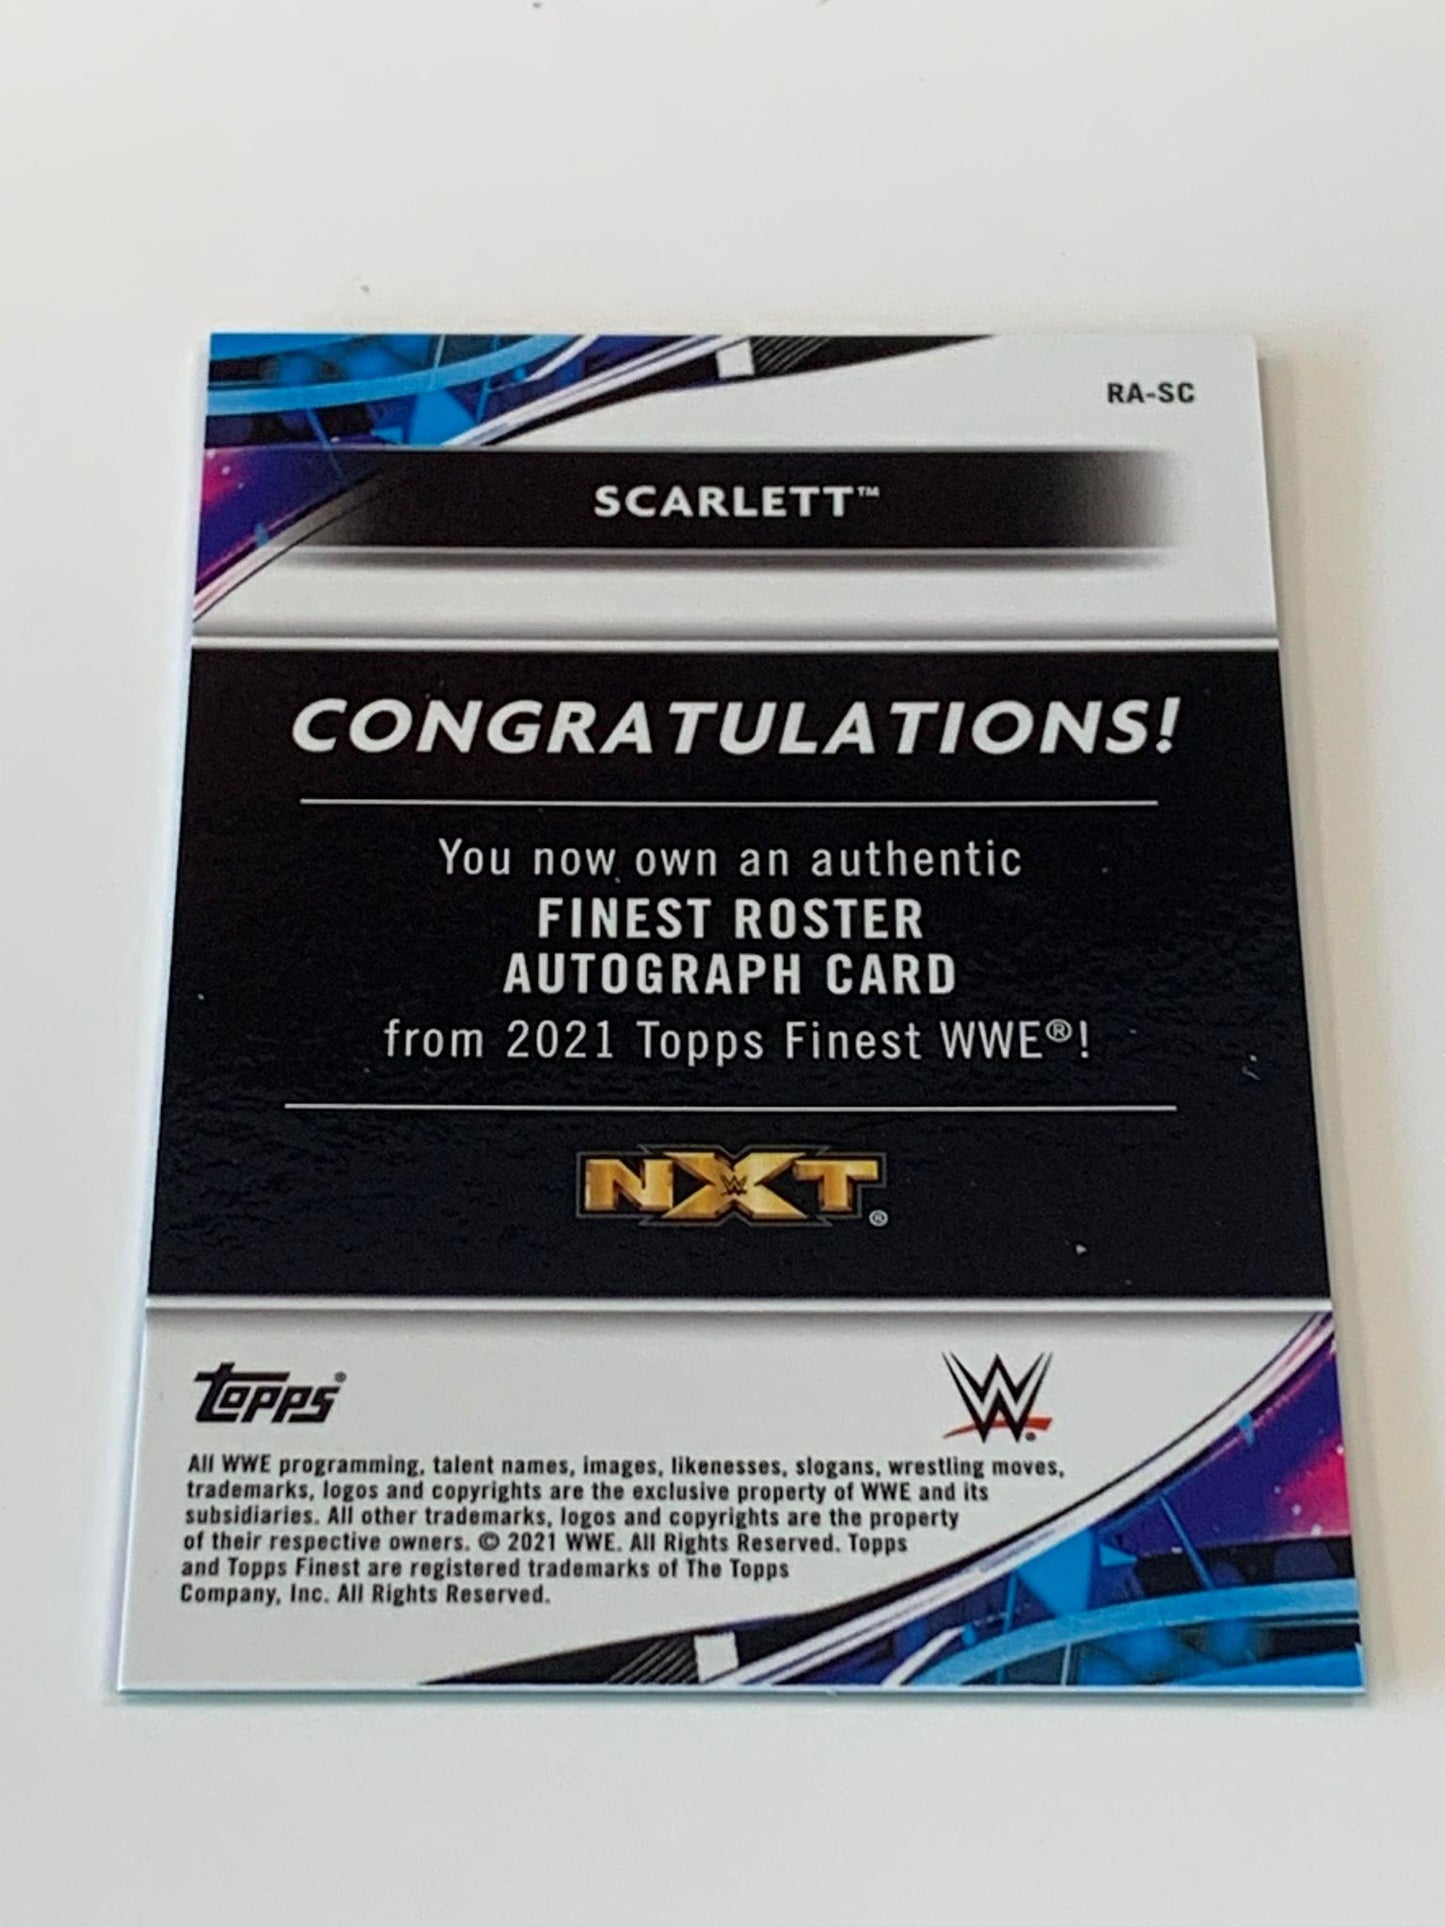 RA-SC
SCARLETT™
CONGRATULATIONS!
You now own an authentic
FINEST ROSTER
AUTOGRAPH CARD
from 2021 Topps Finest WWE®!
NXT®
topps®
W®
All WWE programming, talent names, images, likenesses, slogans, wrestling moves,
trademarks, logos and copyrights are the exclusive property of WWE and its
subsidiaries. All other trademarks, logos and copyrights are the property
of their respective owners. © 2021 WWE. All Rights Reserved. Topps
and Topps Finest are registered trademarks of The Topps
Company, Inc. All Rights Reserved.